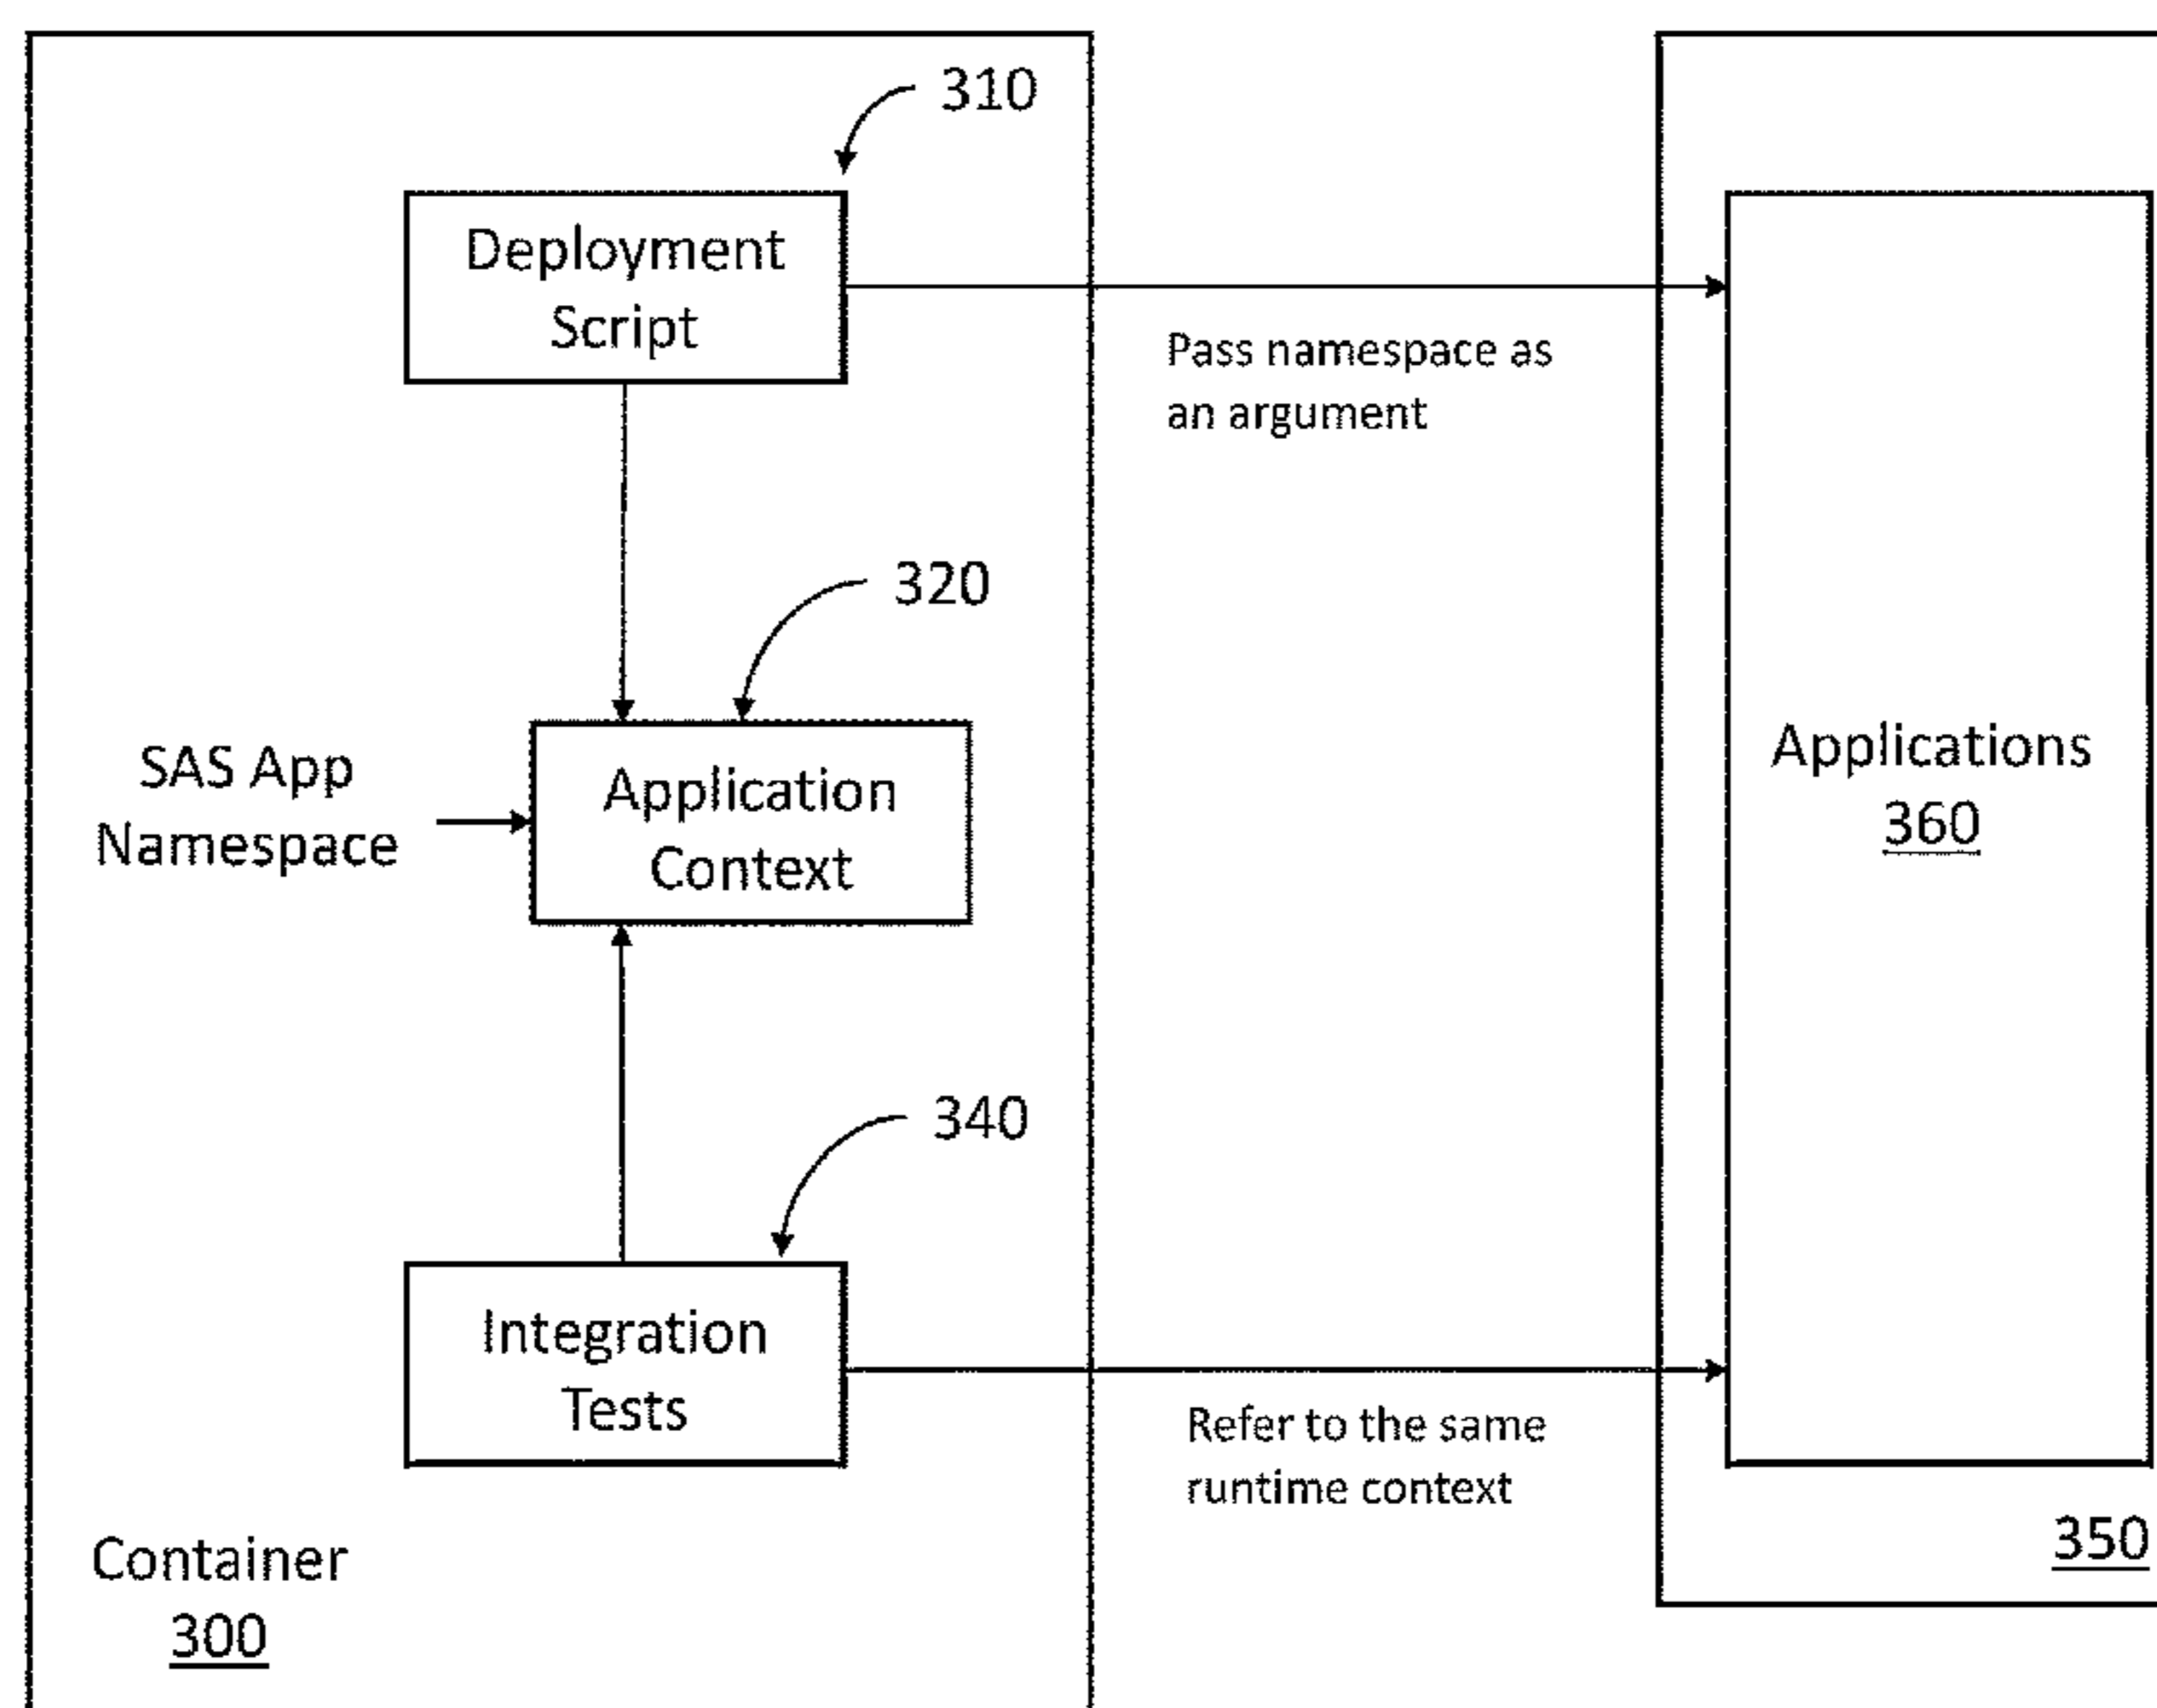 310
Deployment
Script
Pass namespace as
an argument
320
SAS App
Namespace
Application
Context
Applications
360
340
Integration
Tests
Refer to the same
runtime context
350
Container
300